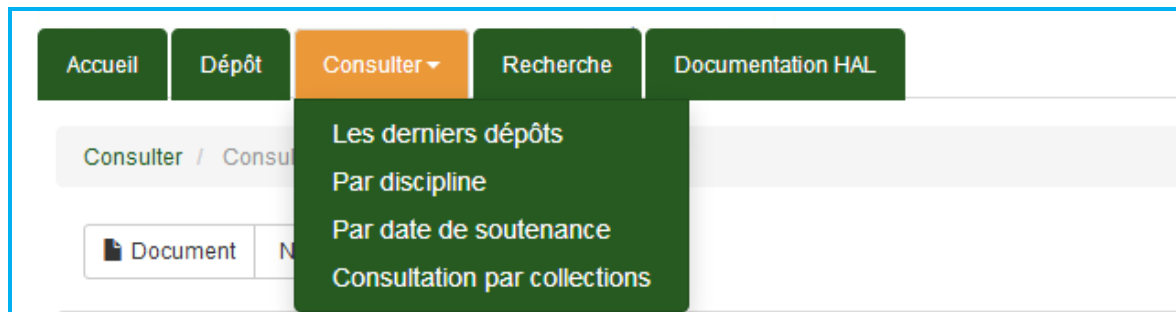 Accueil Dépôt Consulter Recherche Documentation HAL
Les derniers dépôts
Consulter / Consul
Par discipline
Par date de soutenance
Document N
Consultation par collections